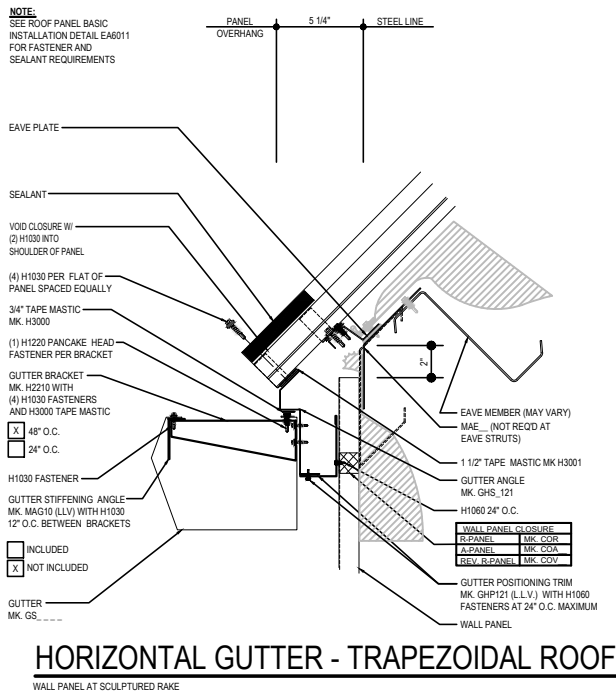 NOTE:
SEE ROOF PANEL BASIC
INSTALLATION DETAIL EA6011
FOR FASTENER AND
SEALANT REQUIREMENTS
PANEL
OVERHANG
5 1/4"
STEEL LINE
EAVE PLATE
SEALANT
VOID CLOSURE W/
(2) H1030 INTO
SHOULDER OF PANEL
(4) H1030 PER FLAT OF
PANEL SPACED EQUALLY
3/4" TAPE MASTIC
MK. H3000
(1) H1220 PANCAKE HEAD
FASTENER PER BRACKET
GUTTER BRACKET
MK. H2210 WITH
(4) H1030 FASTENERS
AND H3000 TAPE MASTIC
X 48" O.C.
24" O.C.
H1030 FASTENER
GUTTER STIFFENING ANGLE
MK. MAG10 (LLV) WITH H1030
12" O.C. BETWEEN BRACKETS
INCLUDED
X NOT INCLUDED
GUTTER
MK. GS_ _ _ _
2"
EAVE MEMBER (MAY VARY)
MAE__ (NOT REQ'D AT
EAVE STRUTS)
1 1/2" TAPE MASTIC MK H3001
GUTTER ANGLE
MK. GHS_121
H1060 24" O.C.
WALL PANEL CLOSURE
R-PANEL MK. COR
A-PANEL MK. COA
REV. R-PANEL MK. COV
GUTTER POSITIONING TRIM
MK. GHP121 (L.L.V.) WITH H1060
FASTENERS AT 24" O.C. MAXIMUM
WALL PANEL
HORIZONTAL GUTTER - TRAPEZOIDAL ROOF
WALL PANEL AT SCULPTURED RAKE